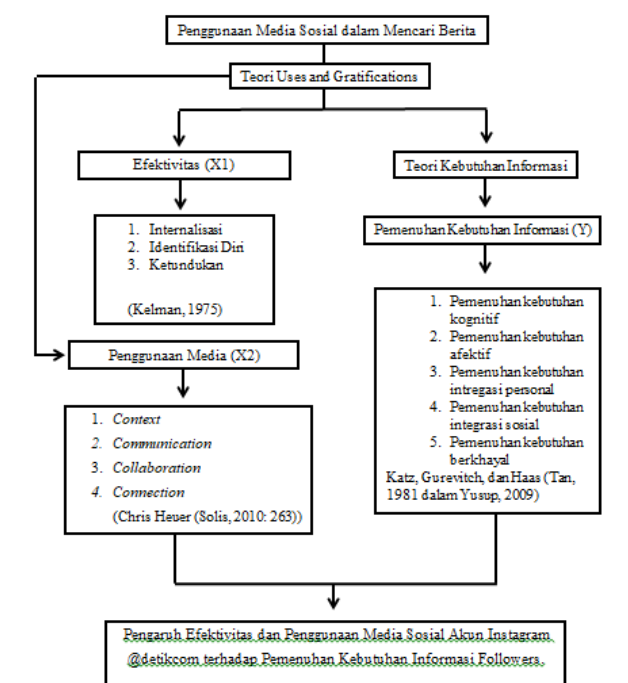 Penggunaan Media Sosial dalam Mencari Berita
Teori Uses and Gratifications
Efektivitas (X1)
1. Internalisasi
2. Identifikasi Diri
3. Ketundukan
(Kelman, 1975)
Penggunaan Media (X2)
1. Context
2. Communication
3. Collaboration
4. Connection
(Chris Heuer (Solis, 2010: 263))
Teori Kebutuhan Informasi
Pemenuhan Kebutuhan Informasi (Y)
1. Pemenuhan kebutuhan
kognitif
2. Pemenuhan kebutuhan
afektif
3. Pemenuhan kebutuhan
intregasi personal
4. Pemenuhan kebutuhan
integrasi sosial
5. Pemenuhan kebutuhan
berkhayal
Katz, Gurevitch, dan Haas (Tan,
1981 dalam Yusup, 2009)
Pengaruh Efektivitas dan Penggunaan Media Sosial Akun Instagram
@detikcom terhadap Pemenuhan Kebutuhan Informasi Followers.